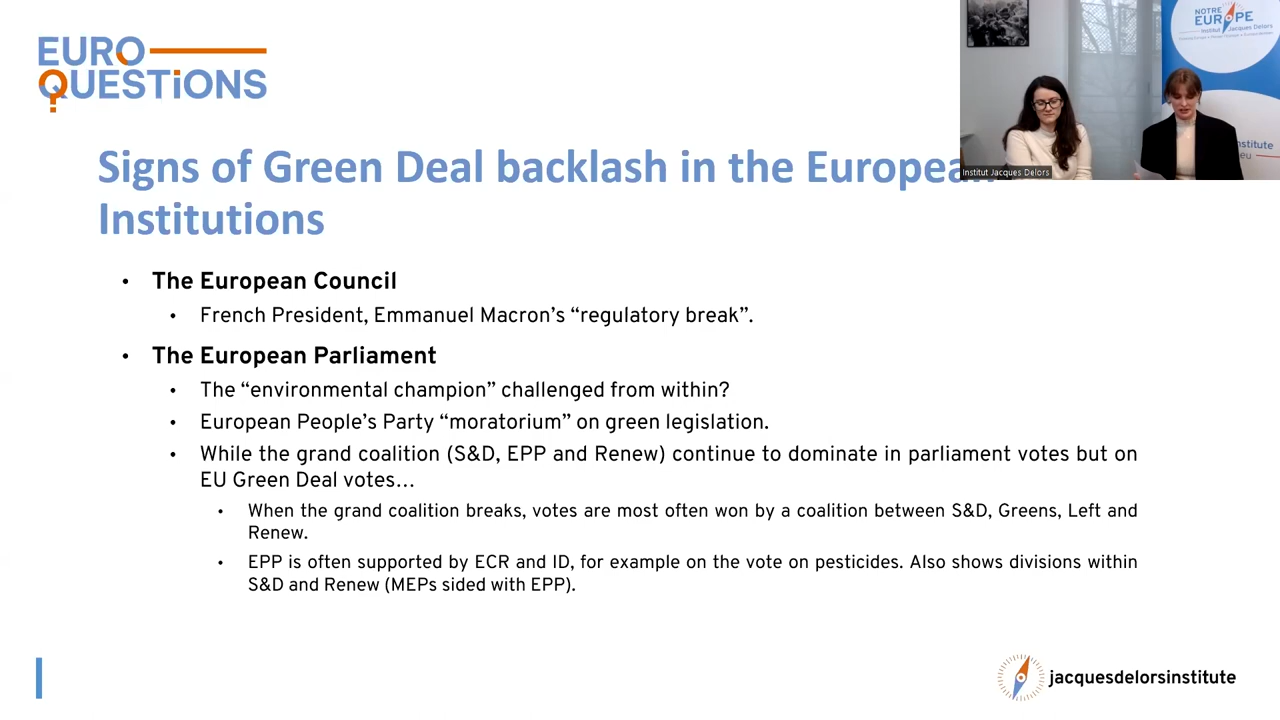 EURO
QUESTiONS
NOTRE
EUROPE
Institut Jacques Delors
Institut Jacques Delors
Signs of Green Deal backlash in the European
Institutions
• The European Council
• French President, Emmanuel Macron’s “regulatory break”.
• The European Parliament
• The “environmental champion” challenged from within?
• European People’s Party “moratorium” on green legislation.
• While the grand coalition (S&D, EPP and Renew) continue to dominate in parliament votes but on
EU Green Deal votes…
• When the grand coalition breaks, votes are most often won by a coalition between S&D, Greens, Left and
Renew.
• EPP is often supported by ECR and ID, for example on the vote on pesticides. Also shows divisions within
S&D and Renew (MEPs sided with EPP).
jacquesdelorsinstitute